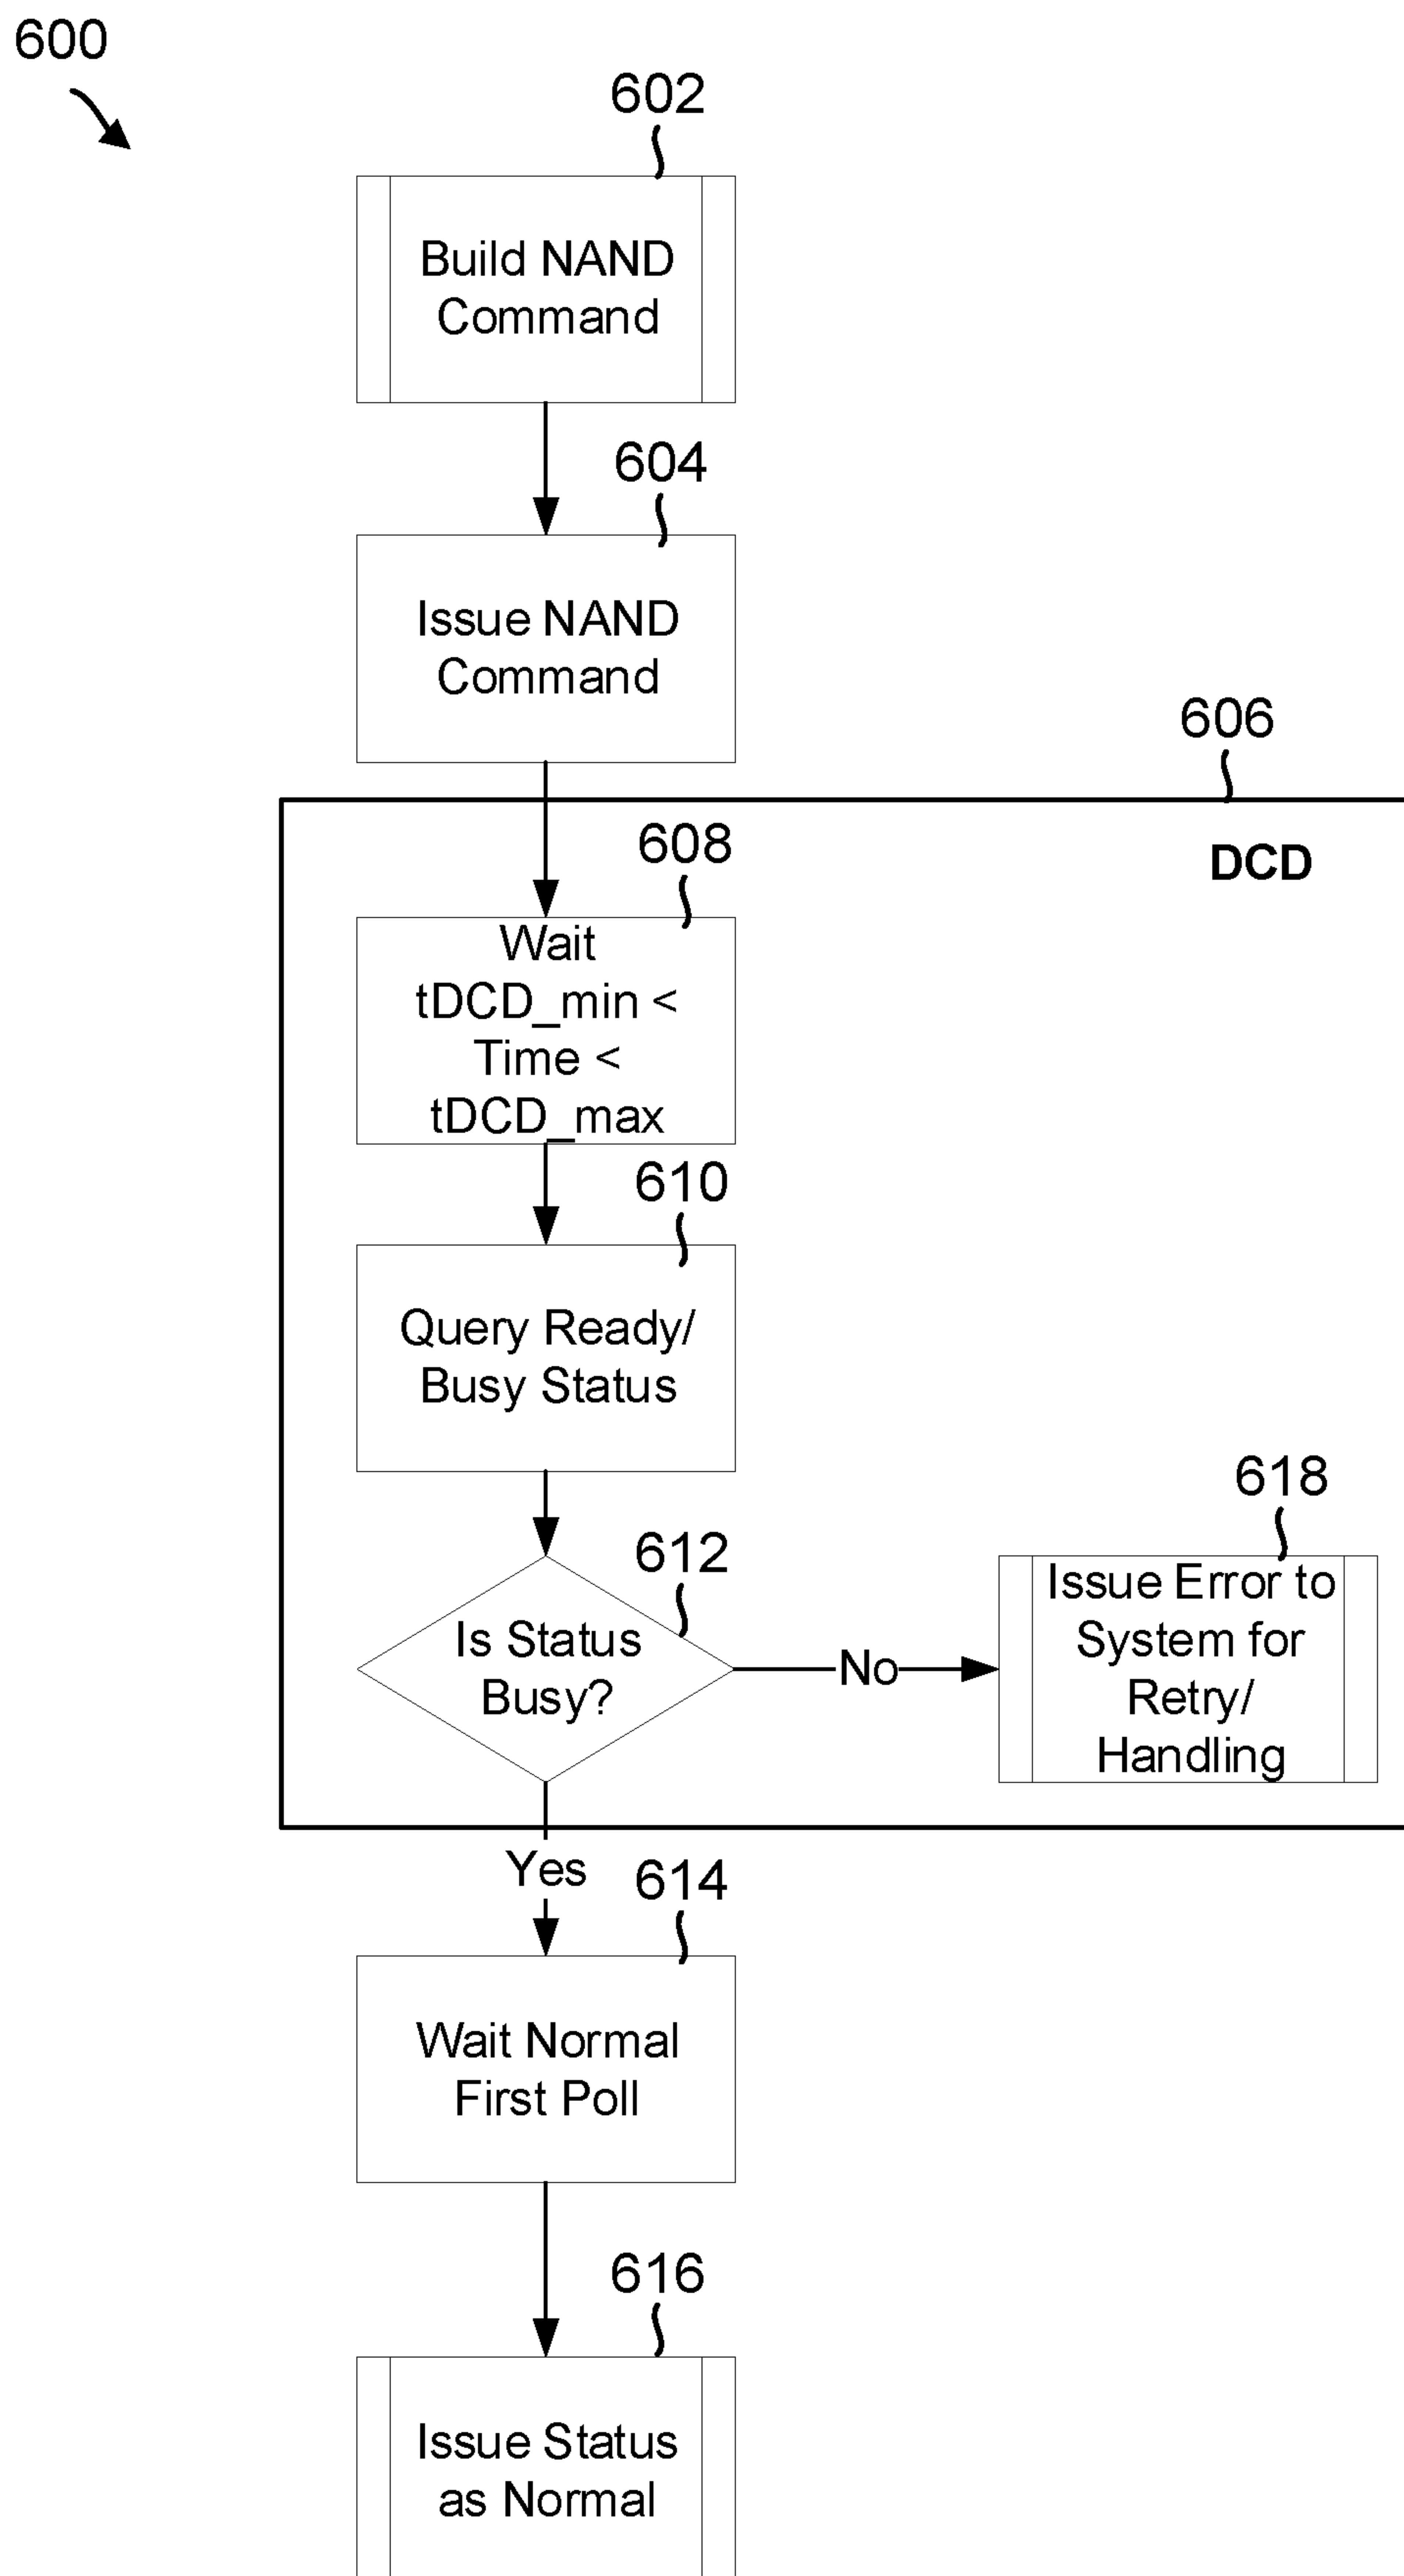 600
602
Build NAND
Command
604
Issue NAND
Command
606
DCD
608
Wait
tDCD_min <
Time <
tDCD_max
610
Query Ready/
Busy Status
612
Is Status
Busy?
No
618
Issue Error to
System for
Retry/
Handling
Yes
614
Wait Normal
First Poll
616
Issue Status
as Normal